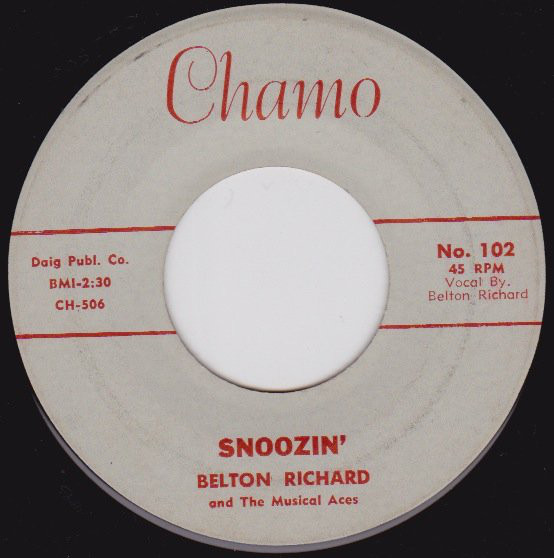 Chamo
Daig Publ. Co.
BMI-2:30
CH-506
No. 102
45 RPM
Vocal By.
Belton Richard
SNOOZIN'
BELTON RICHARD
and The Musical Aces